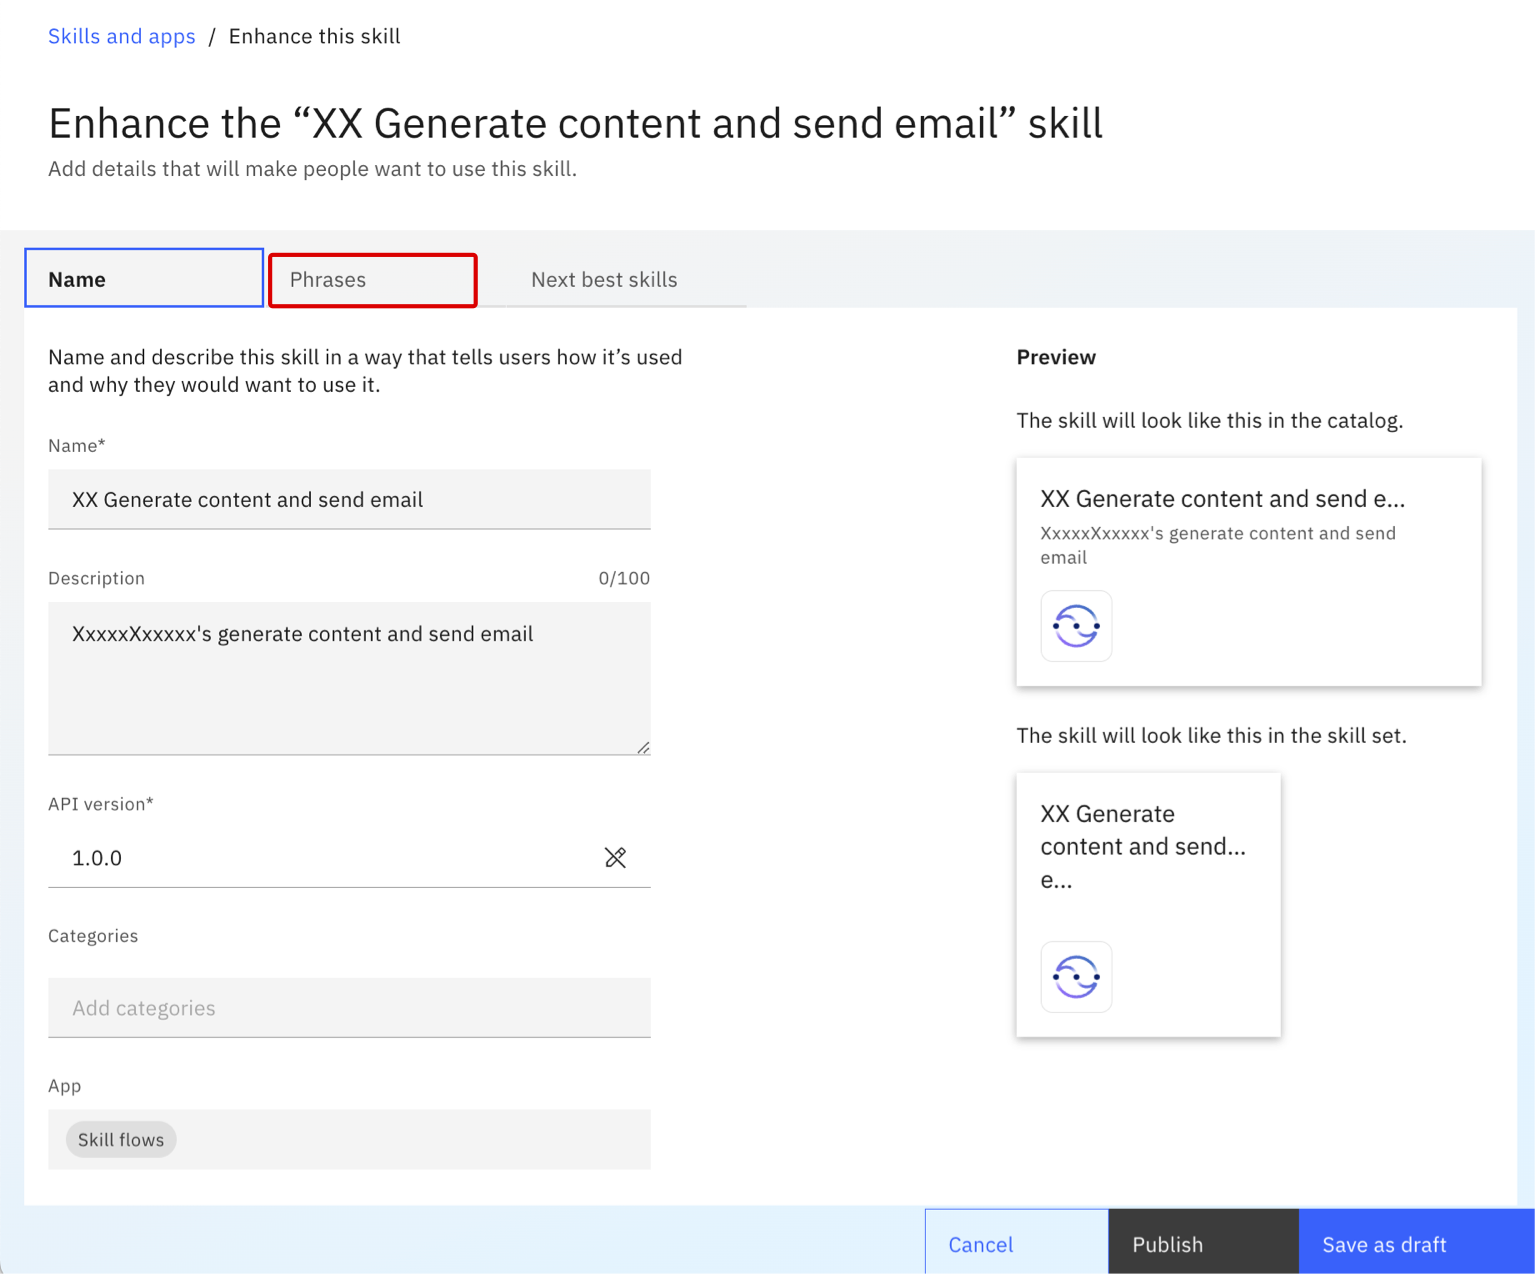 Skills and apps / Enhance this skill
Enhance the “XX Generate content and send email” skill
Add details that will make people want to use this skill.
Name
Phrases
Next best skills
Name and describe this skill in a way that tells users how it’s used
and why they would want to use it.
Name*
XX Generate content and send email
Description 0/100
XxxxxXxxxxx's generate content and send email
API version*
1.0.0
Categories
Add categories
App
Skill flows
Preview
The skill will look like this in the catalog.
XX Generate content and send e...
XxxxxXxxxxx's generate content and send
email
The skill will look like this in the skill set.
XX Generate
content and send...
e...
Cancel
Publish
Save as draft